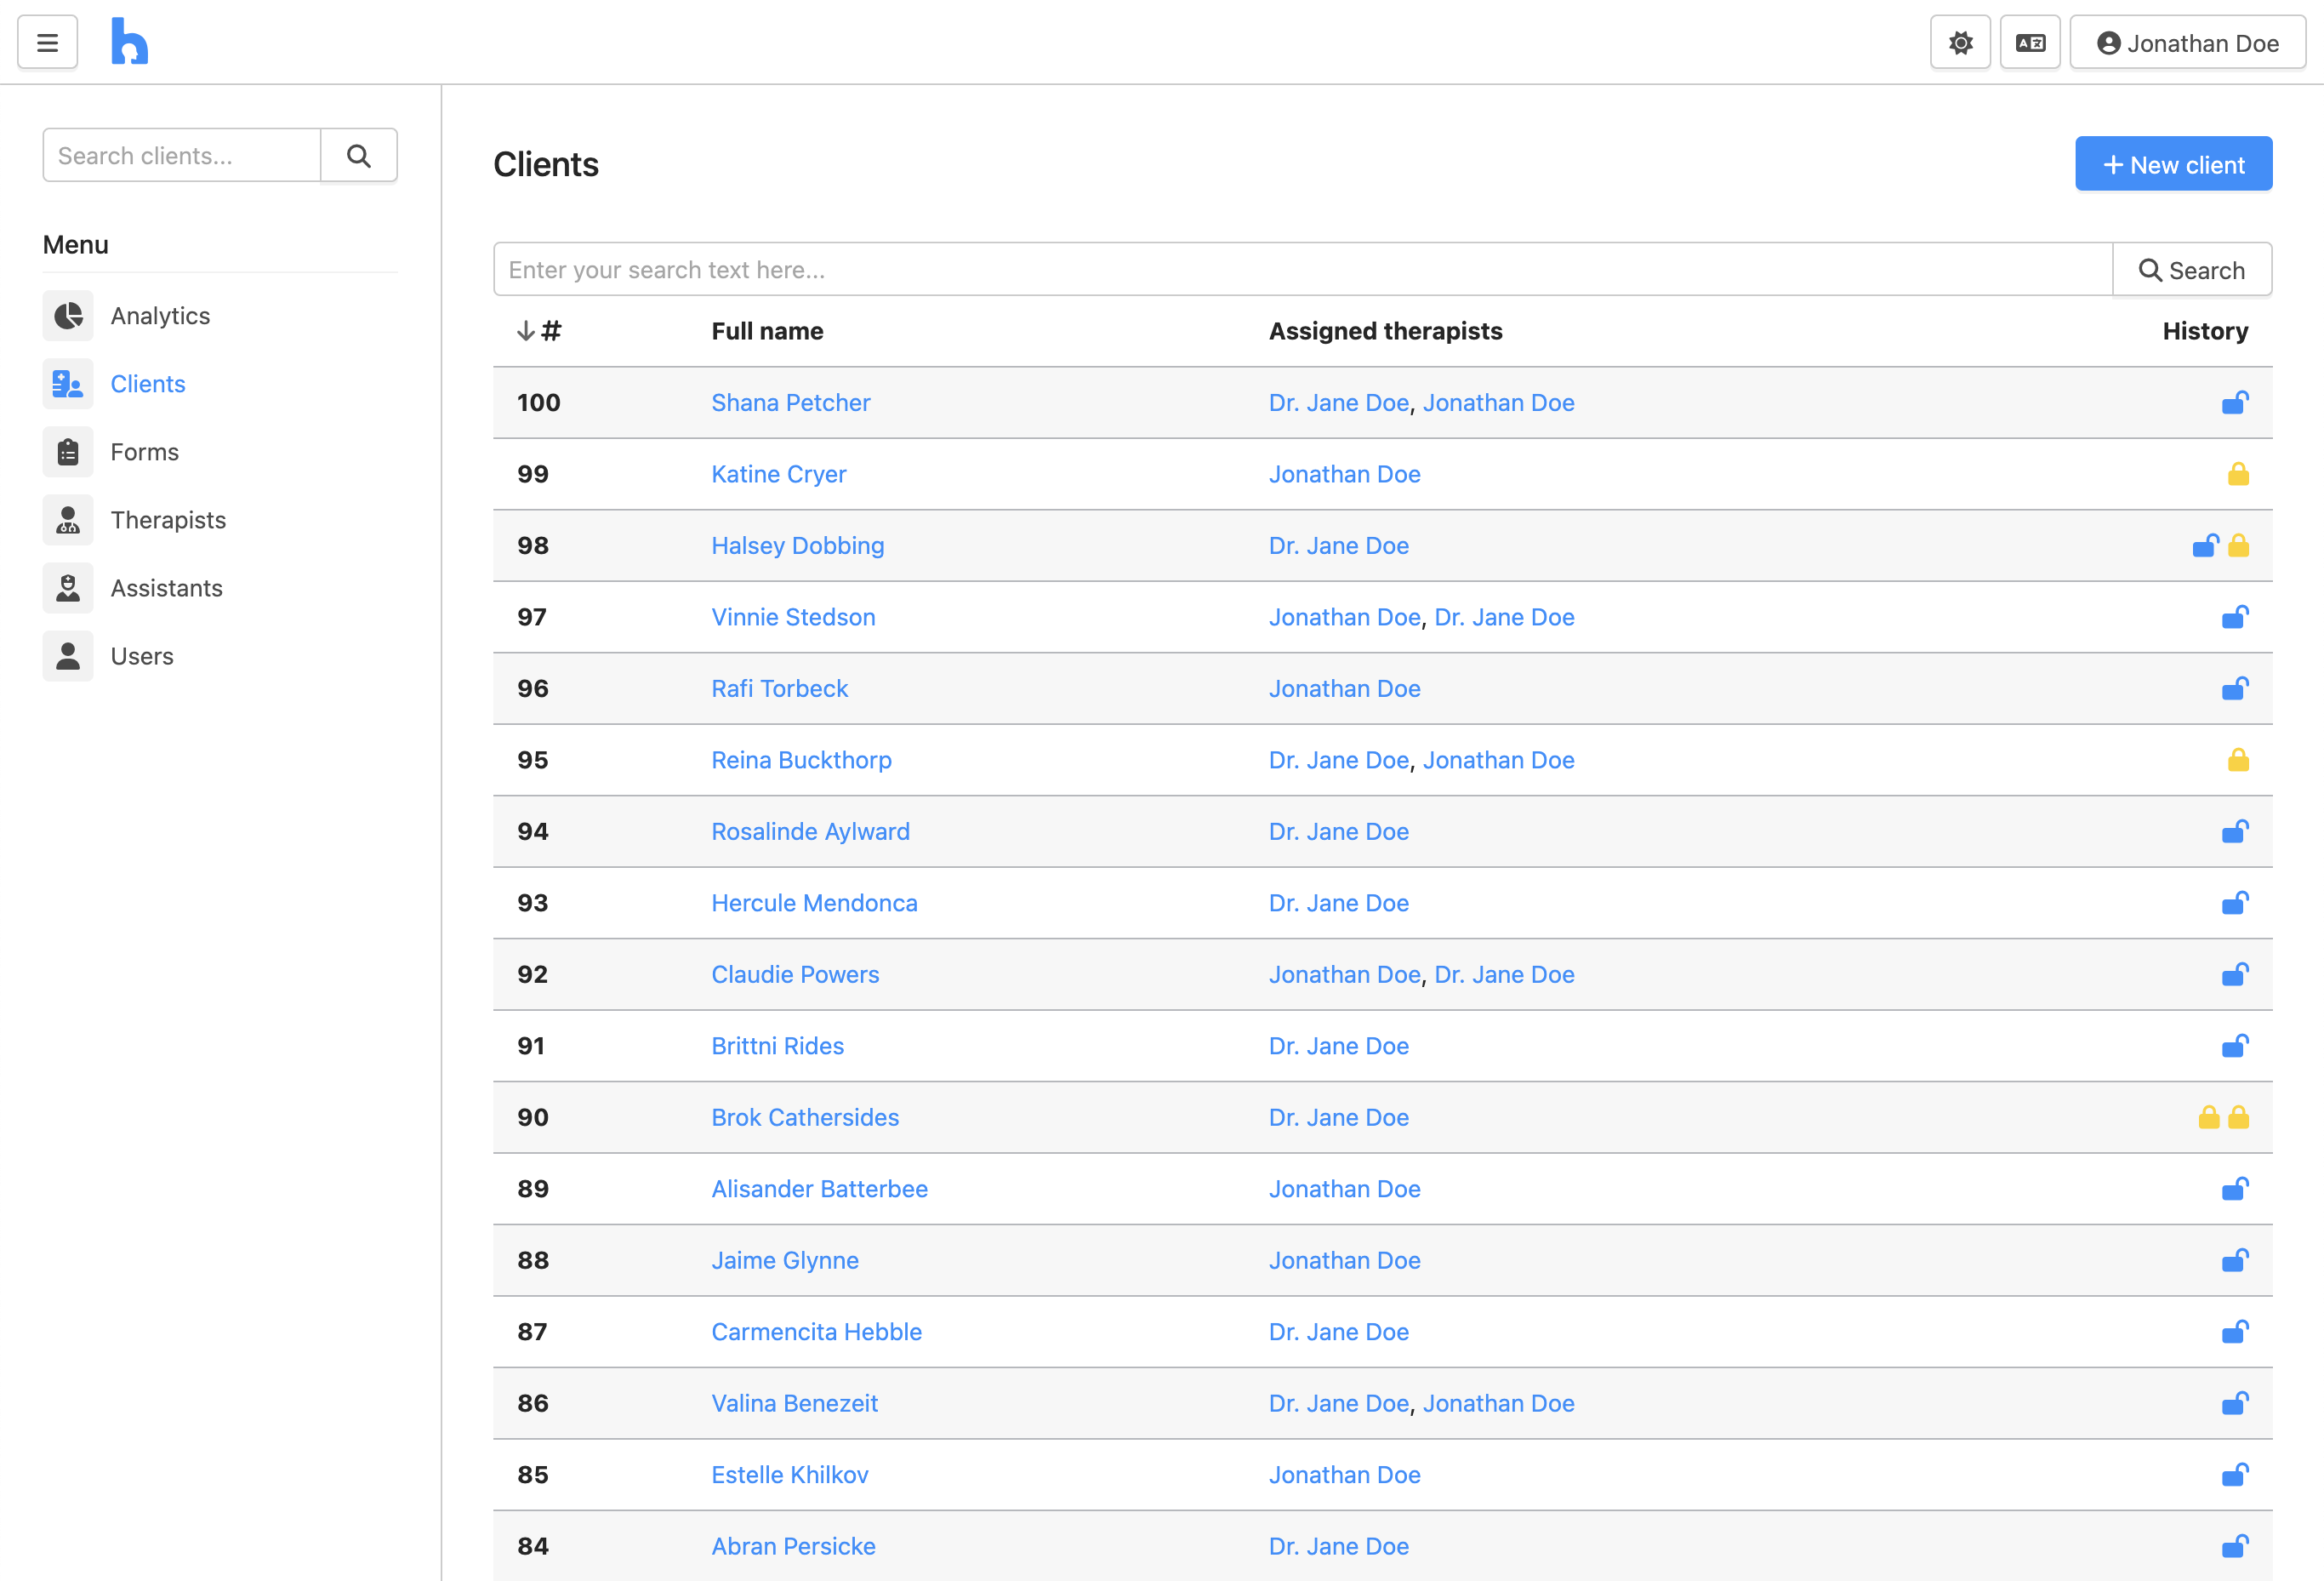 Jonathan Doe
Search clients...
Menu
Analytics
Clients
Forms
Therapists
Assistants
Users
Clients
+ New client
Enter your search text here...
Search
↓ # Full name Assigned therapists History
100 Shana Petcher Dr. Jane Doe, Jonathan Doe
99 Katine Cryer Jonathan Doe
98 Halsey Dobbing Dr. Jane Doe
97 Vinnie Stedson Jonathan Doe, Dr. Jane Doe
96 Rafi Torbeck Jonathan Doe
95 Reina Buckthorp Dr. Jane Doe, Jonathan Doe
94 Rosalinde Aylward Dr. Jane Doe
93 Hercule Mendonca Dr. Jane Doe
92 Claudie Powers Jonathan Doe, Dr. Jane Doe
91 Brittni Rides Dr. Jane Doe
90 Brok Cathersides Dr. Jane Doe
89 Alisander Batterbee Jonathan Doe
88 Jaime Glynne Jonathan Doe
87 Carmencita Hebble Dr. Jane Doe
86 Valina Benezeit Dr. Jane Doe, Jonathan Doe
85 Estelle Khilkov Jonathan Doe
84 Abran Persicke Dr. Jane Doe